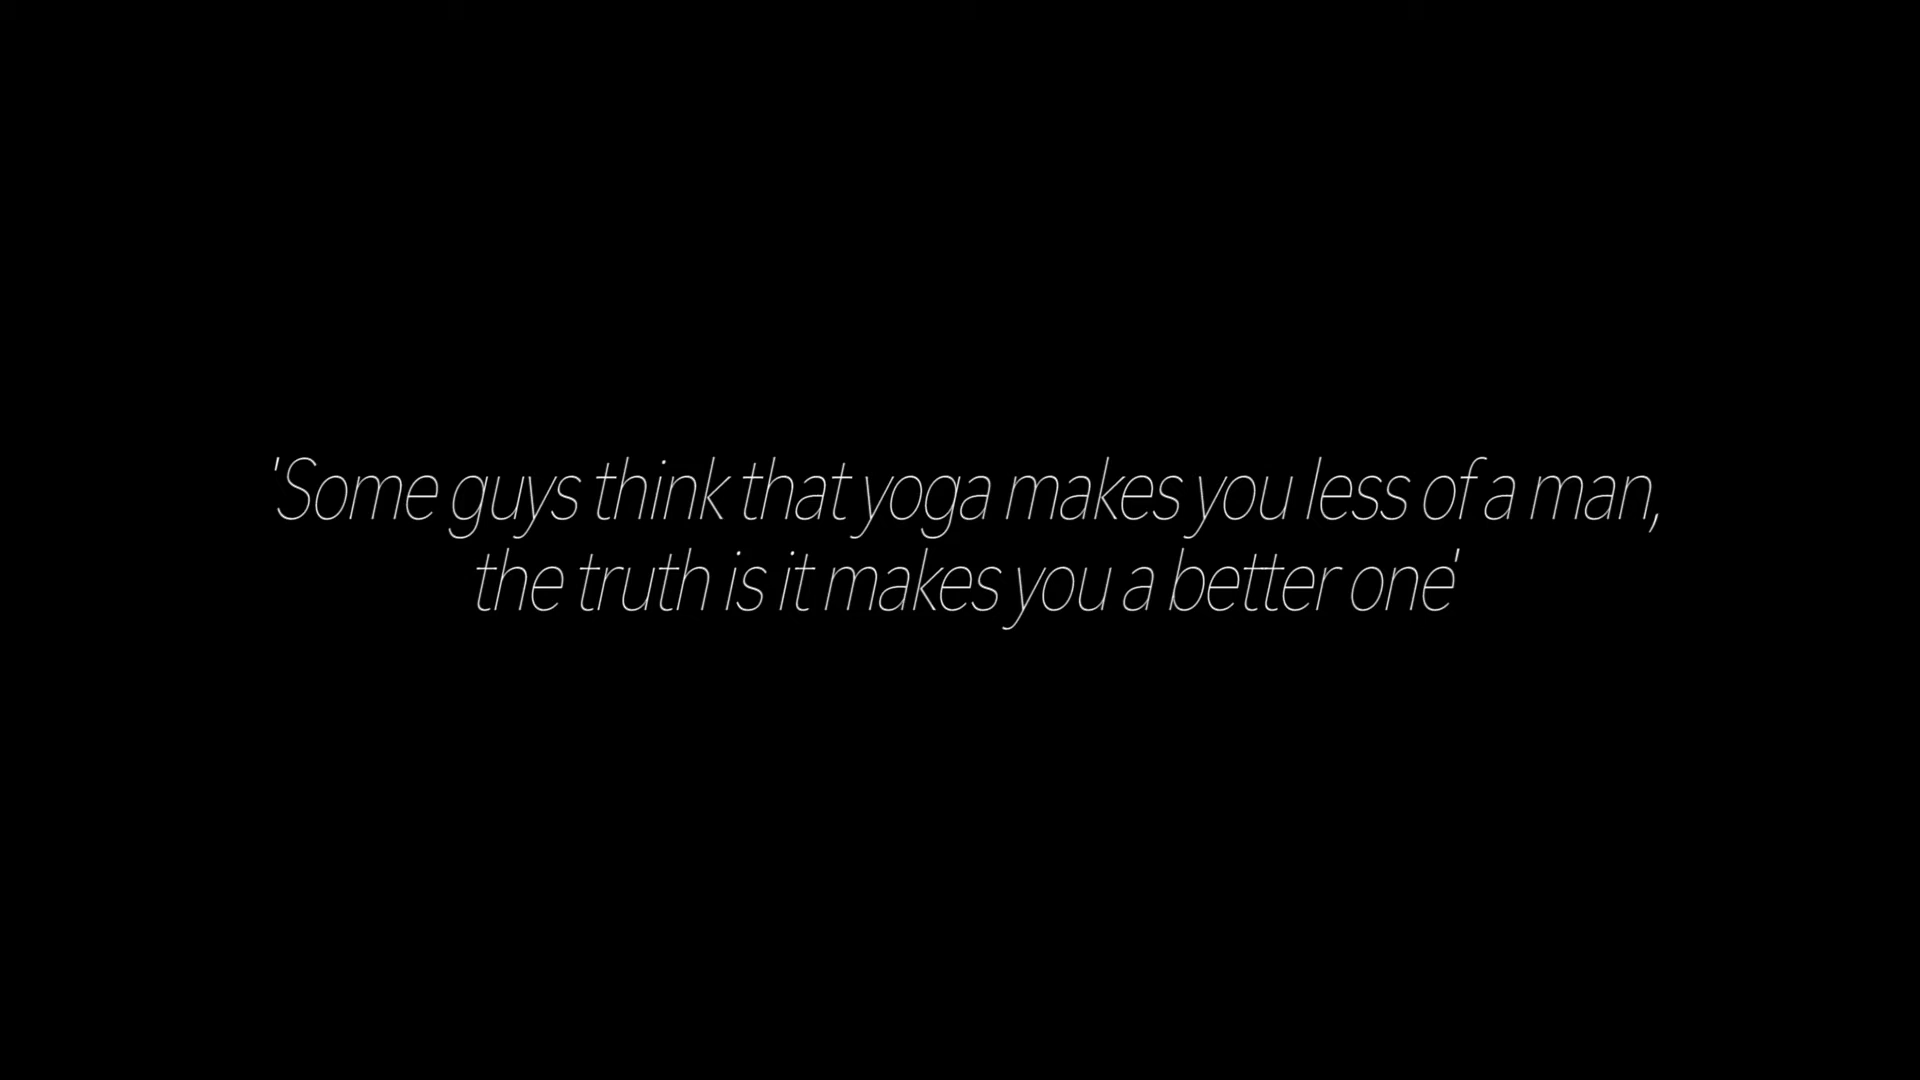 'Some guys think that yoga makes you less of a man,
the truth is it makes you a better one'